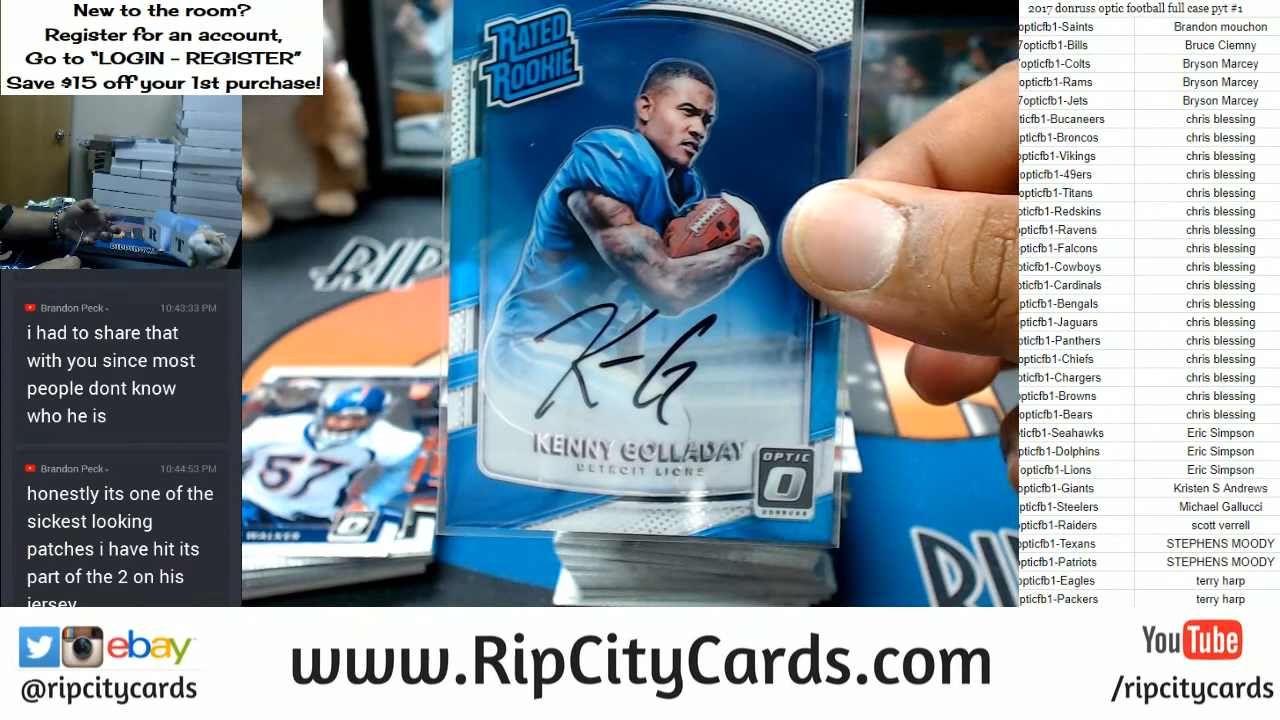 New to the room?
Register for an account,
Go to “LOGIN - REGISTER”
Save $15 off your 1st purchase!
Brandon Peck
10:43:33 PM
i had to share that
with you since most
people dont know
who he is
Brandon Peck
10:44:53 PM
honestly its one of the
sickest looking
patches i have hit its
part of the 2 on his
jersey
RATED
ROOKIE
RIP
K-G
KENNY GOLLADAY
DETROIT LIONS
OPTIC
DONRUSS
57
WALKER
RIP
2017 donruss optic football full case pyt #1
opticfb1-Saints Brandon mouchon
7opticfb1-Bills Bruce Ciemny
7opticfb1-Colts Bryson Marcey
opticfb1-Rams Bryson Marcey
7opticfb1-Jets Bryson Marcey
opticfb1-Bucaneers chris blessing
opticfb1-Broncos chris blessing
opticfb1-Vikings chris blessing
opticfb1-49ers chris blessing
opticfb1-Titans chris blessing
opticfb1-Redskins chris blessing
opticfb1-Ravens chris blessing
opticfb1-Falcons chris blessing
opticfb1-Cowboys chris blessing
opticfb1-Cardinals chris blessing
opticfb1-Bengals chris blessing
opticfb1-Jaguars chris blessing
opticfb1-Panthers chris blessing
opticfb1-Chiefs chris blessing
opticfb1-Chargers chris blessing
opticfb1-Browns chris blessing
opticfb1-Bears chris blessing
opticfb1-Seahawks Eric Simpson
opticfb1-Dolphins Eric Simpson
opticfb1-Lions Eric Simpson
opticfb1-Giants Kristen S Andrews
opticfb1-Steelers Michael Gallucci
opticfb1-Raiders scott verrell
opticfb1-Texans STEPHENS MOODY
opticfb1-Patriots STEPHENS MOODY
opticfb1-Eagles terry harp
opticfb1-Packers terry harp
ebay
@ripcitycards
www.RipCityCards.com
YouTube
/ripcitycards